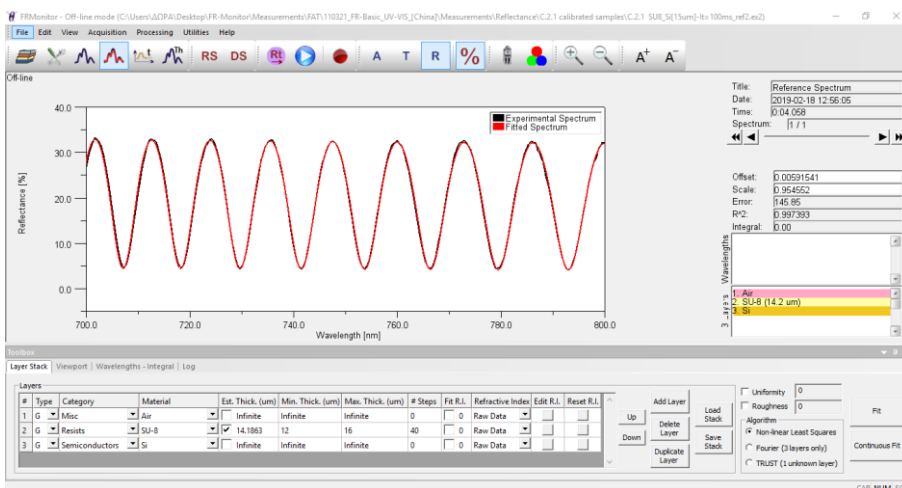 FRMonitor - Off-line mode (C:\Users\ΔΩΡΑ\Desktop\FR-Monitor\Measurements\FAT\110321_FR-Basic_UV-VIS_[China]\Measurements\Reflectance\C.2.1 calibrated samples\C.2.1 SU8_Si[15um]-It=100ms_ref2.ex2)
File Edit View Acquisition Processing Utilities Help
Th RS DS Rt A T R % A+ A-
Off-line
Experimental Spectrum
Fitted Spectrum
40.0
30.0
20.0
10.0
0.0
Reflectance [%]
700.0 720.0 740.0 760.0 780.0 800.0
Wavelength [nm]
Title: Reference Spectrum
Date: 2019-02-18 12:56:05
Time: 0:04.058
Spectrum: 1 / 1
Offset: 0.00591541
Scale: 0.954552
Error: 145.85
R^2: 0.997393
Integral: 0.00
Wavelengths
1. Air
2. SU-8 (14.2 um)
3. Si
Toolbox
Layer Stack Viewport Wavelengths - Integral Log
Layers
# Type Category Material Est. Thick. (um) Min. Thick. (um) Max. Thick. (um) # Steps Fit R.I. Refractive Index Edit R.I. Reset R.I.
1 G Misc Air Infinite Infinite Infinite 0 0 Raw Data
2 G Resists SU-8 14.1863 12 16 40 0 Raw Data
3 G Semiconductors Si Infinite Infinite Infinite 0 0 Raw Data
Up
Down
Add Layer
Delete Layer
Duplicate Layer
Load Stack
Save Stack
Uniformity 0
Roughness 0
Algorithm
Non-linear Least Squares
Fourier (3 layers only)
TRUST (1 unknown layer)
Fit
Continuous Fit
CAP NUM